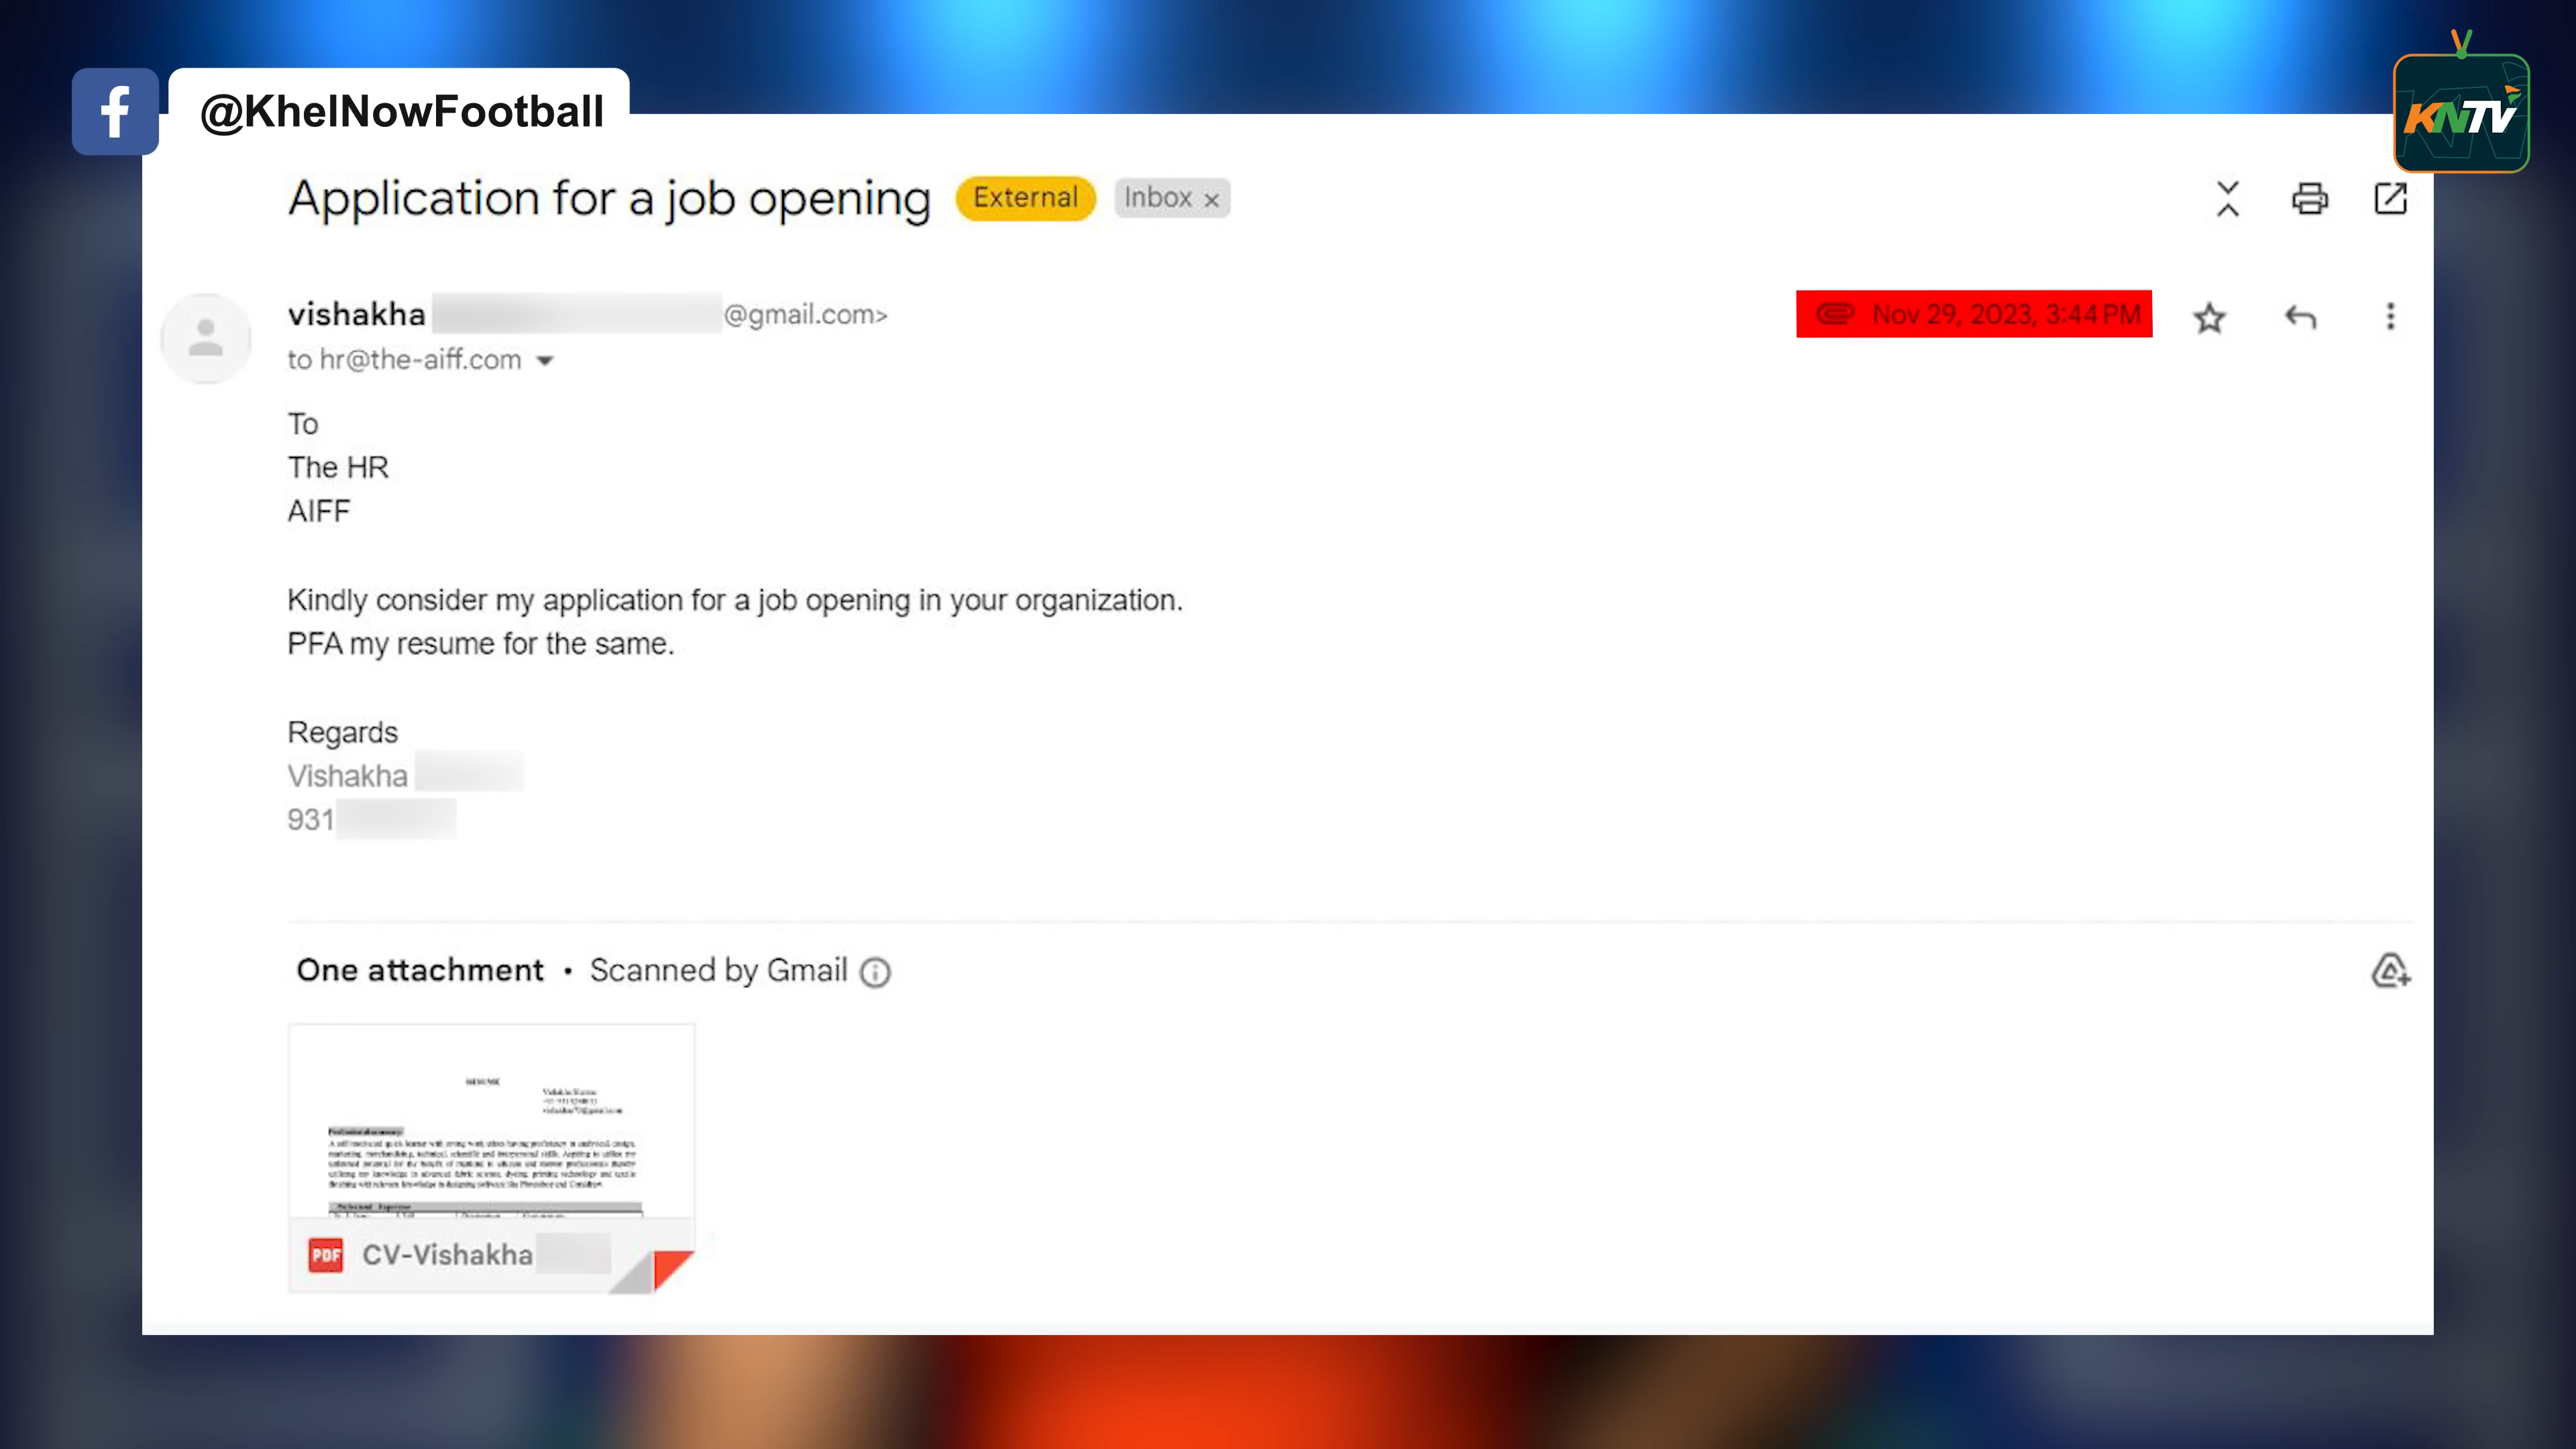 @KhelNowFootball
KNTV
Application for a job opening External Inbox x
vishakha @gmail.com> Nov 29, 2023, 3:44 PM
to hr@the-aiff.com
To
The HR
AIFF
Kindly consider my application for a job opening in your organization.
PFA my resume for the same.
Regards
Vishakha
931
One attachment • Scanned by Gmail
RESUME
PDF CV-Vishakha